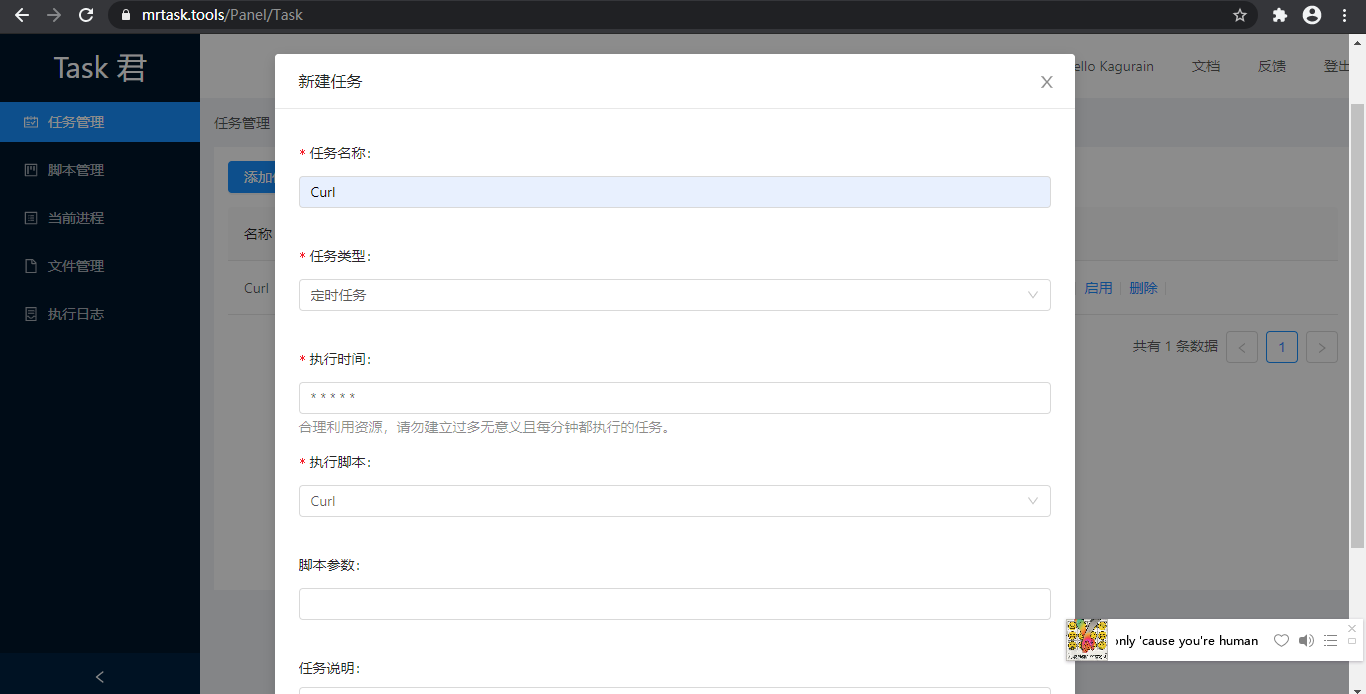 mrtask.tools/Panel/Task
Task 君
任务管理
脚本管理
当前进程
文件管理
执行日志
Kagurain
文档
反馈
登出
任务管理
名称
Curl
启用
删除
共有 1 条数据
1
新建任务
* 任务名称:
Curl
* 任务类型:
定时任务
* 执行时间:
* * * * *
合理利用资源，请勿建立过多无意义且每分钟都执行的任务。
* 执行脚本:
Curl
脚本参数:
任务说明:
only 'cause you're human